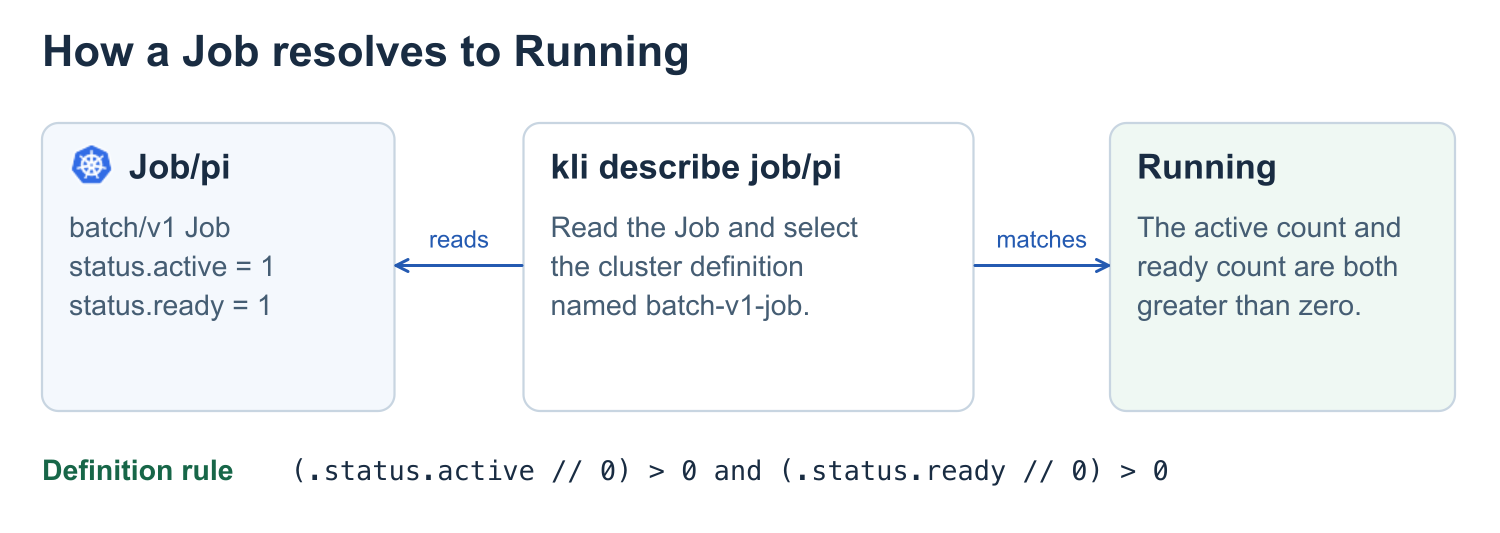 How a Job resolves to Running
Job/pi
batch/v1 Job
status.active = 1
status.ready = 1
reads
kli describe job/pi
Read the Job and select
the cluster definition
named batch-v1-job.
matches
Running
The active count and
ready count are both
greater than zero.
Definition rule (.status.active // 0) > 0 and (.status.ready // 0) > 0